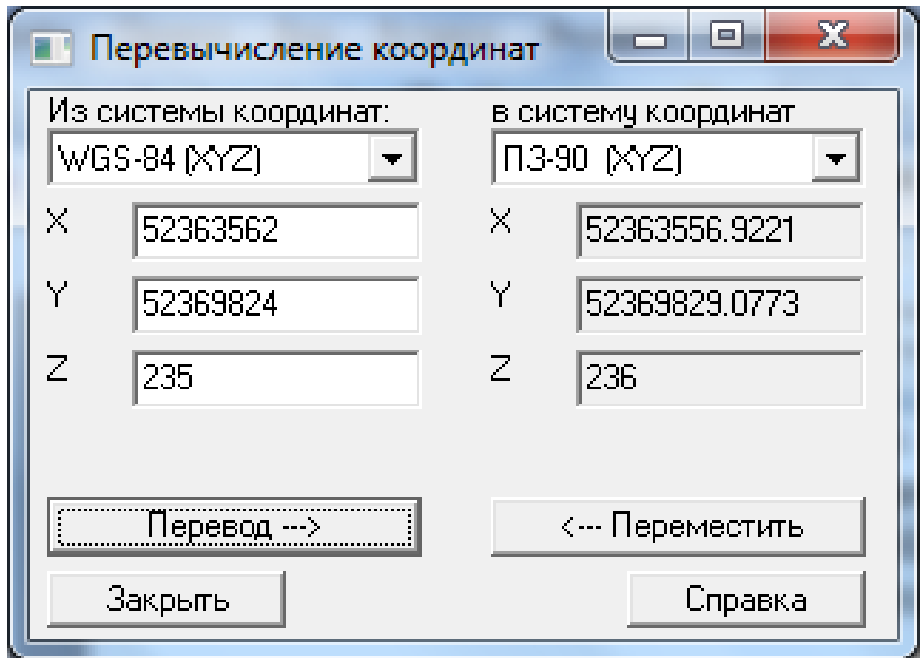 Перевычисление координат
Из системы координат: в систему координат
WGS-84 (XYZ) ПЗ-90 (XYZ)
X 52363562 X 52363556.9221
Y 52369824 Y 52369829.0773
Z 235 Z 236
Перевод ---> <--- Переместить
Закрыть Справка